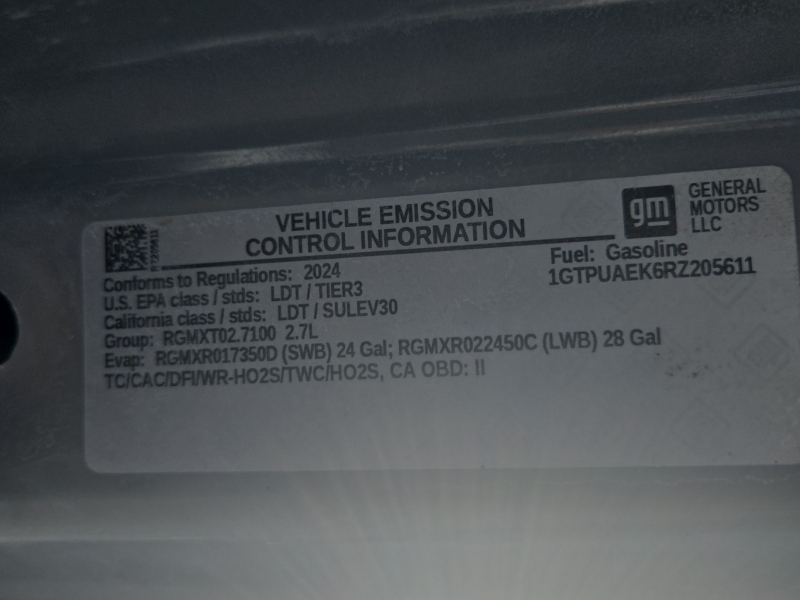 VEHICLE EMISSION
CONTROL INFORMATION
gm
GENERAL
MOTORS
LLC
Conforms to Regulations: 2024
Fuel: Gasoline
U.S. EPA class / stds: LDT / TIER3
1GTPUAEK6RZ205611
California class / stds: LDT / SULEV30
Group: RGMXT02.7100 2.7L
Evap: RGMXR017350D (SWB) 24 Gal; RGMXR022450C (LWB) 28 Gal
TC/CAC/DFI/WR-HO2S/TWC/HO2S, CA OBD: II